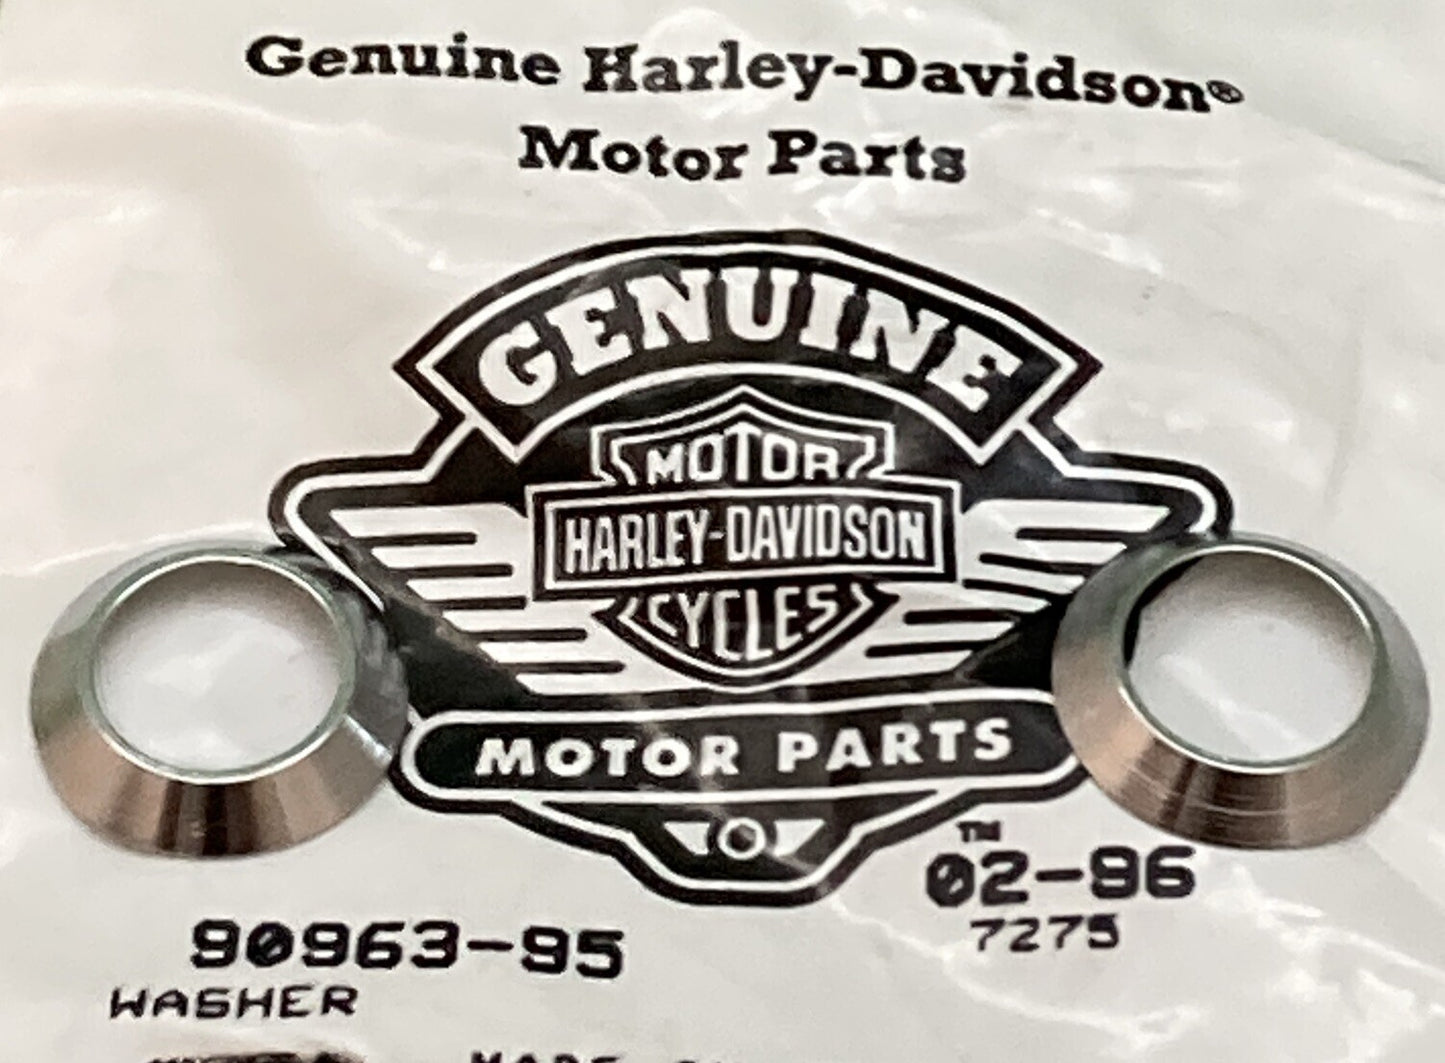 Genuine Harley-Davidson®
Motor Parts
GENUINE
MOTOR
HARLEY-DAVIDSON
CYCLES
MOTOR PARTS
TM
02-96
7275
90963-95
WASHER